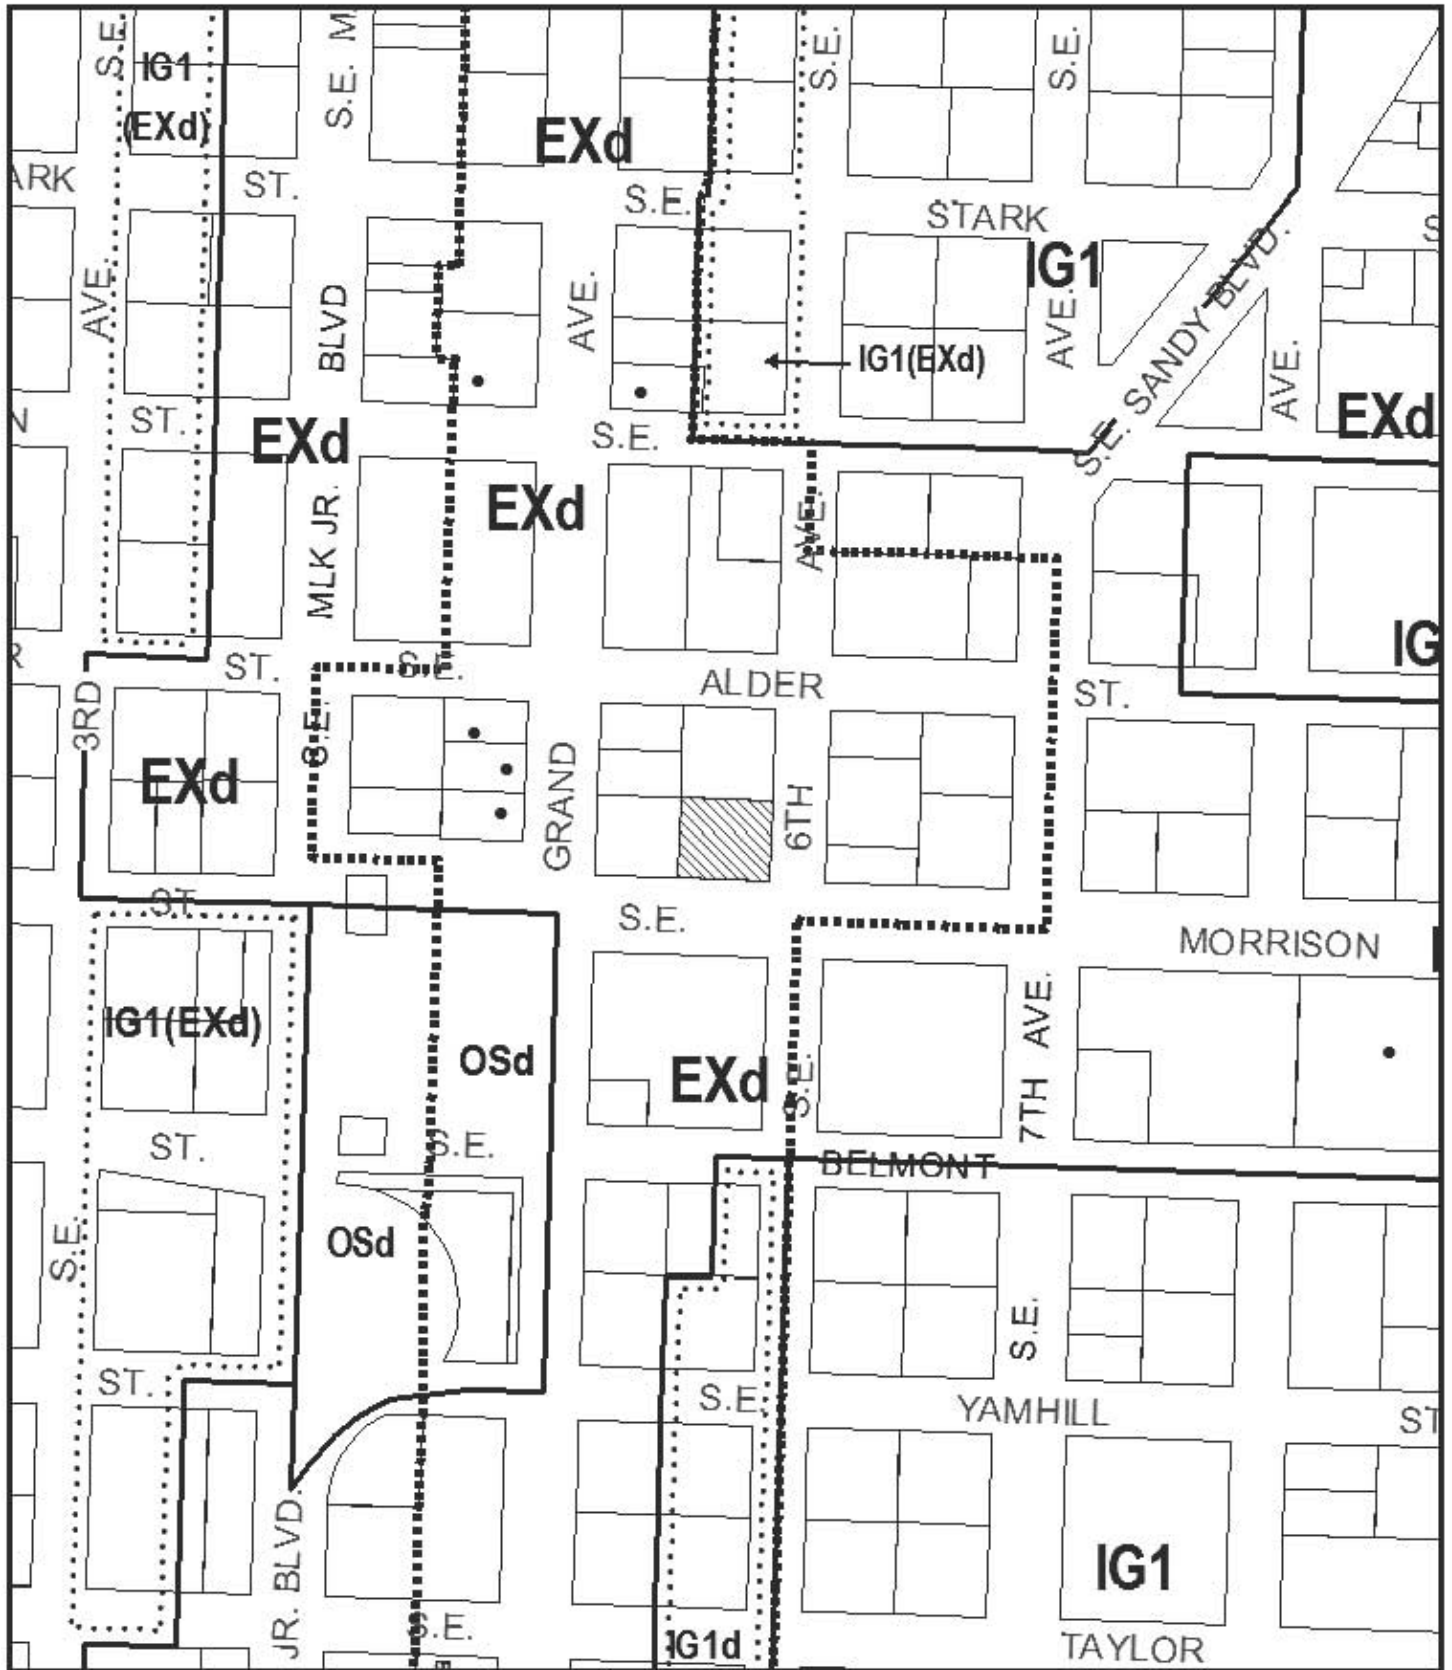 S.E.
IG1
(EXd)
S.E. M
S.E.
S.E.
EXd
ARK
ST.
S.E.
STARK
IG1
AVE.
BLVD
AVE.
AVE.
S.E. SANDY BLVD.
AVE.
IG1(EXd)
N
ST.
EXd
S.E.
EXd
MLK JR.
EXd
AVE.
IG
R
ST.
S.E.
ALDER
ST.
3RD
S.E.
EXd
GRAND
6TH
ST.
S.E.
MORRISON
IG1(EXd)
OSd
EXd
S.E.
7TH AVE.
ST.
S.E.
BELMONT
S.E.
OSd
S.E.
ST.
S.E.
YAMHILL
ST
JR. BLVD.
IG1
S.E.
IG1d
TAYLOR